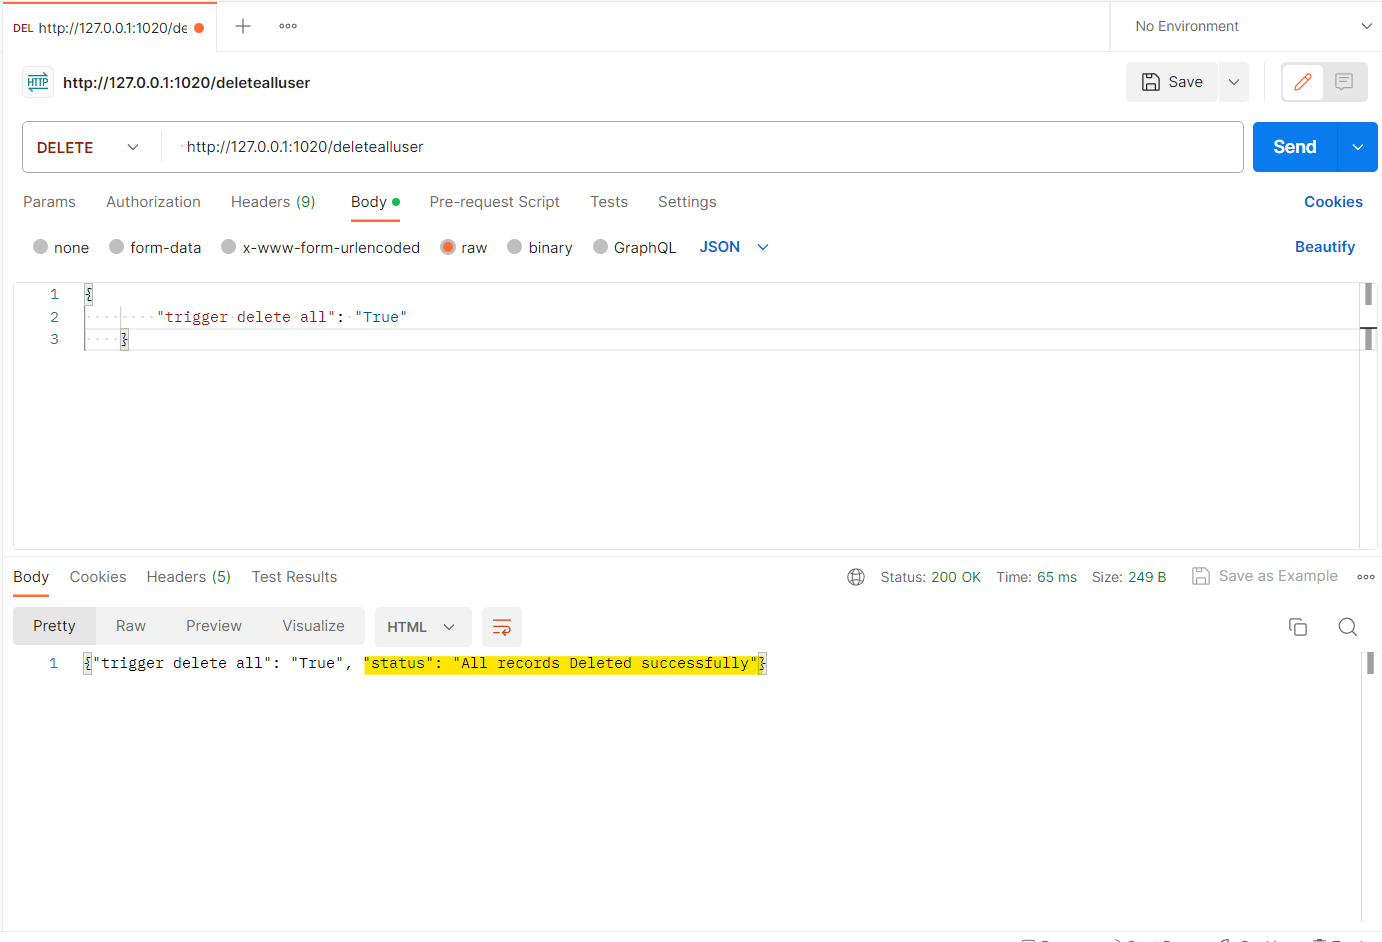 DEL http://127.0.0.1:1020/de
No Environment
HTTP http://127.0.0.1:1020/deletealluser
Save
DELETE http://127.0.0.1:1020/deletealluser Send
Params Authorization Headers (9) Body Pre-request Script Tests Settings Cookies
none form-data x-www-form-urlencoded raw binary GraphQL JSON Beautify
1 {
2 "trigger delete all": "True"
3 }
Body Cookies Headers (5) Test Results Status: 200 OK Time: 65 ms Size: 249 B Save as Example
Pretty Raw Preview Visualize HTML
1 {"trigger delete all": "True", "status": "All records Deleted successfully"}